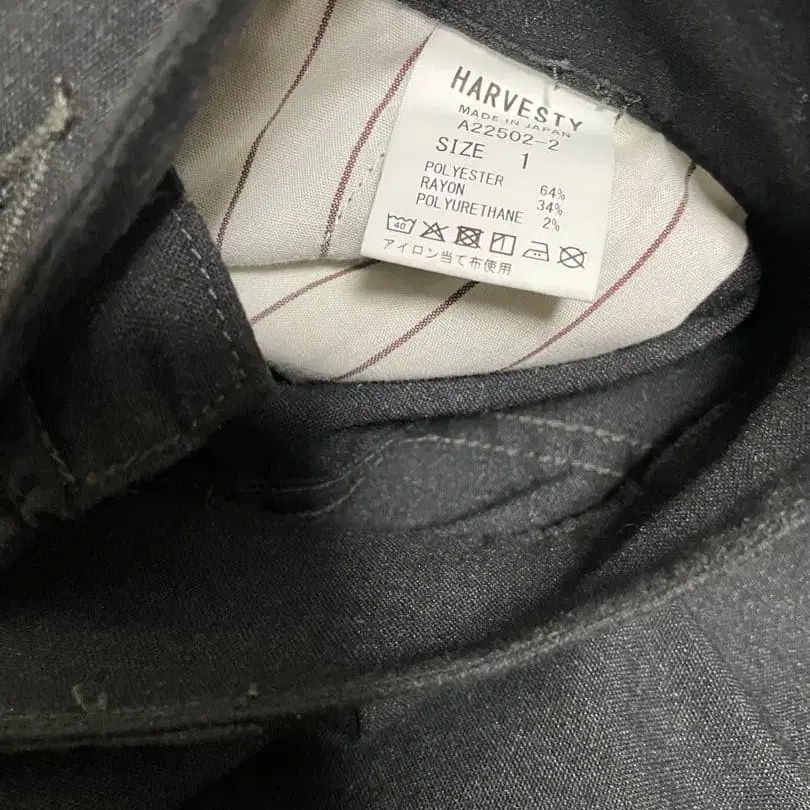 HARVESTY
MADE IN JAPAN
A22502-2
SIZE 1
POLYESTER 64%
RAYON 34%
POLYURETHANE 2%
40
アイロン当て布使用